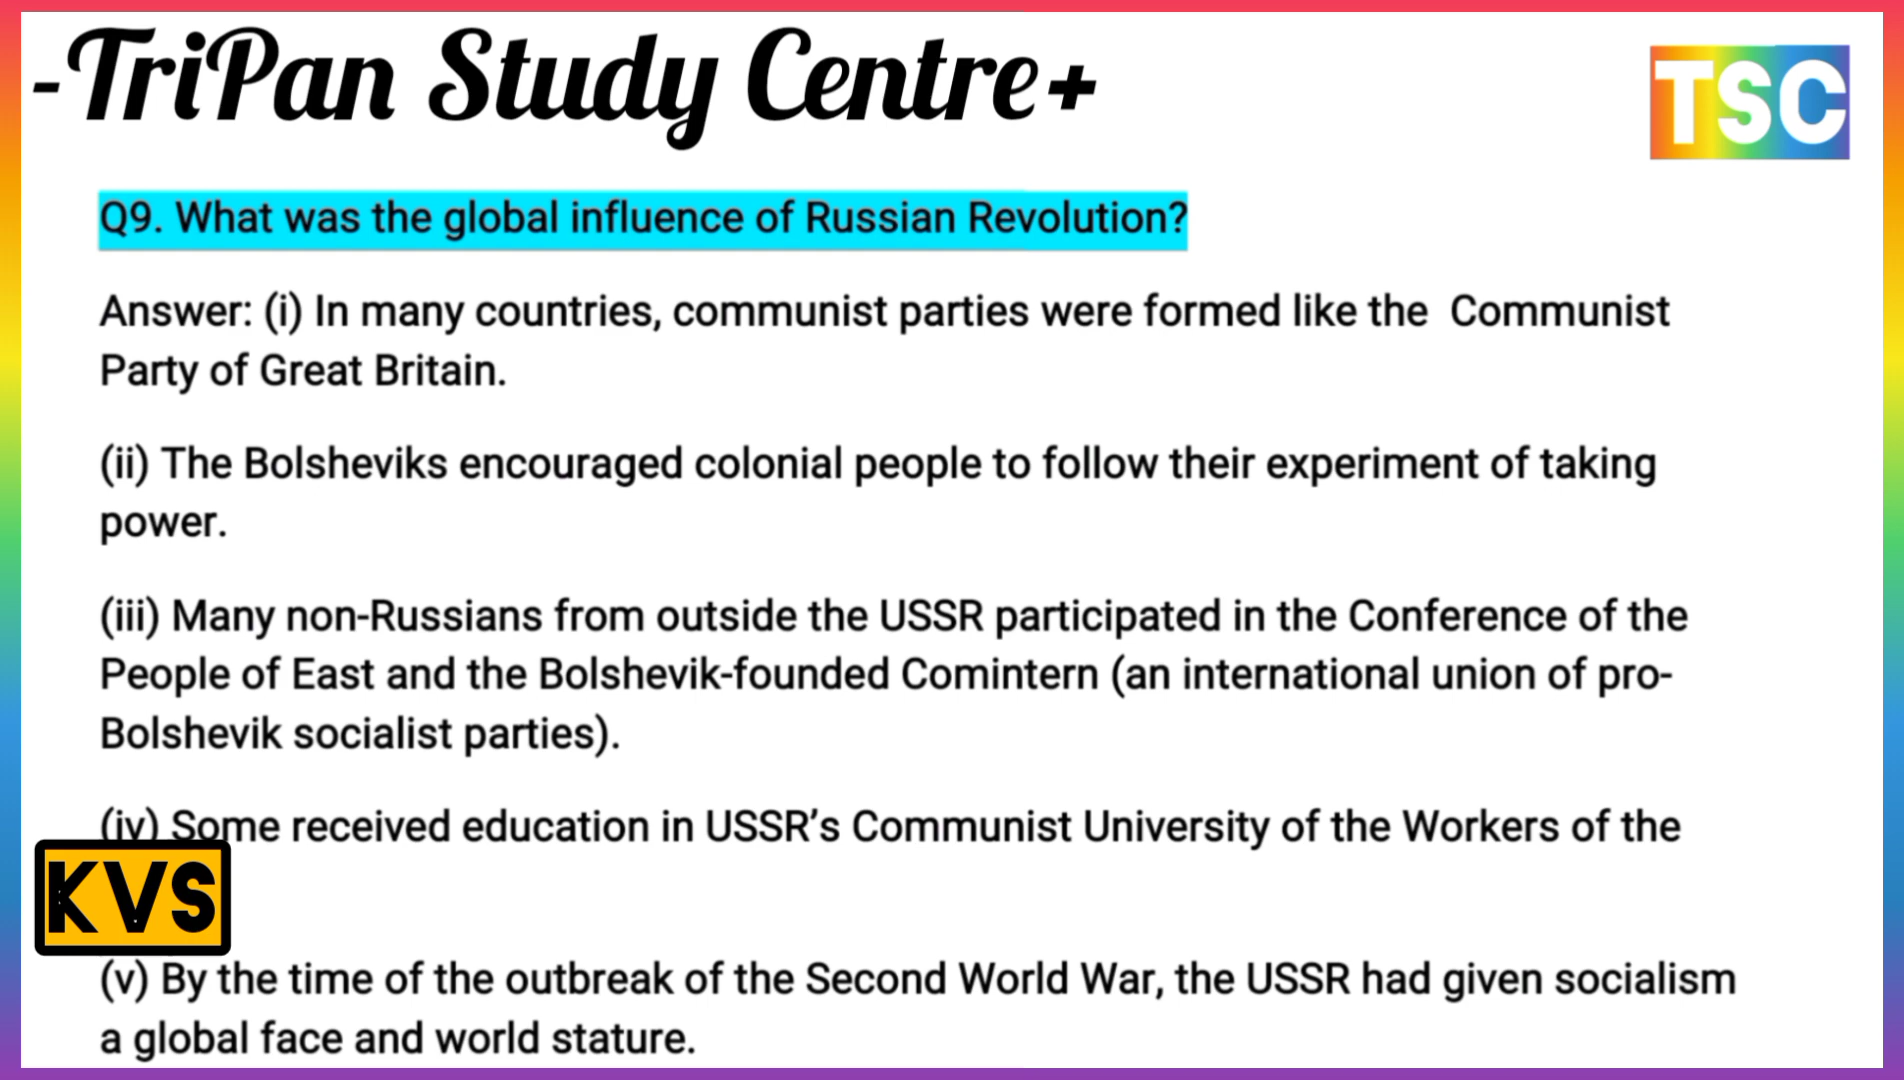 -TriPan Study Centre+
TSC
Q9. What was the global influence of Russian Revolution?
Answer: (i) In many countries, communist parties were formed like the Communist
Party of Great Britain.
(ii) The Bolsheviks encouraged colonial people to follow their experiment of taking
power.
(iii) Many non-Russians from outside the USSR participated in the Conference of the
People of East and the Bolshevik-founded Comintern (an international union of pro-
Bolshevik socialist parties).
(iv) Some received education in USSR’s Communist University of the Workers of the
KVS
(v) By the time of the outbreak of the Second World War, the USSR had given socialism
a global face and world stature.